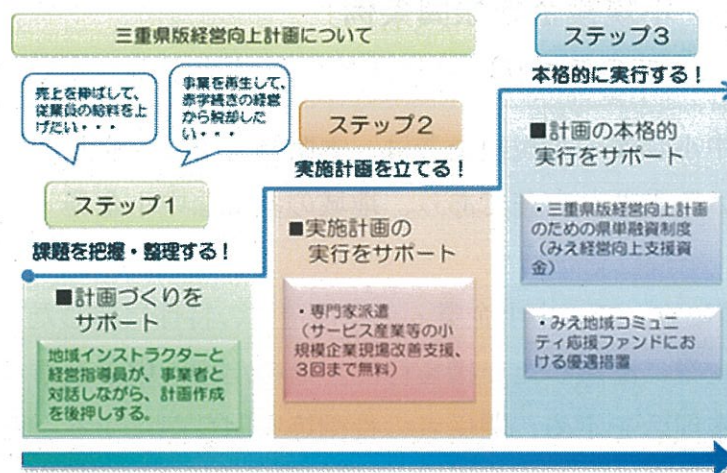 三重県版経営向上計画について
売上を伸ばして、
従業員の給料を上
げたい・・・
事業を再生して、
赤字続きの経営
から脱却した
い・・・
ステップ1
課題を把握・整理する！
■計画づくりを
サポート
地域インストラクターと
経営指導員が、事業者と
対話しながら、計画作成
を後押しする。
ステップ2
実施計画を立てる！
■実施計画の
実行をサポート
・専門家派遣
（サービス産業等の小
規模企業現場改善支援、
3回まで無料）
ステップ3
本格的に実行する！
■計画の本格的
実行をサポート
・三重県版経営向上計画
のための県単融資制度
（みえ経営向上支援資
金）
・みえ地域コミュニ
ティ応援ファンドにお
ける優遇措置